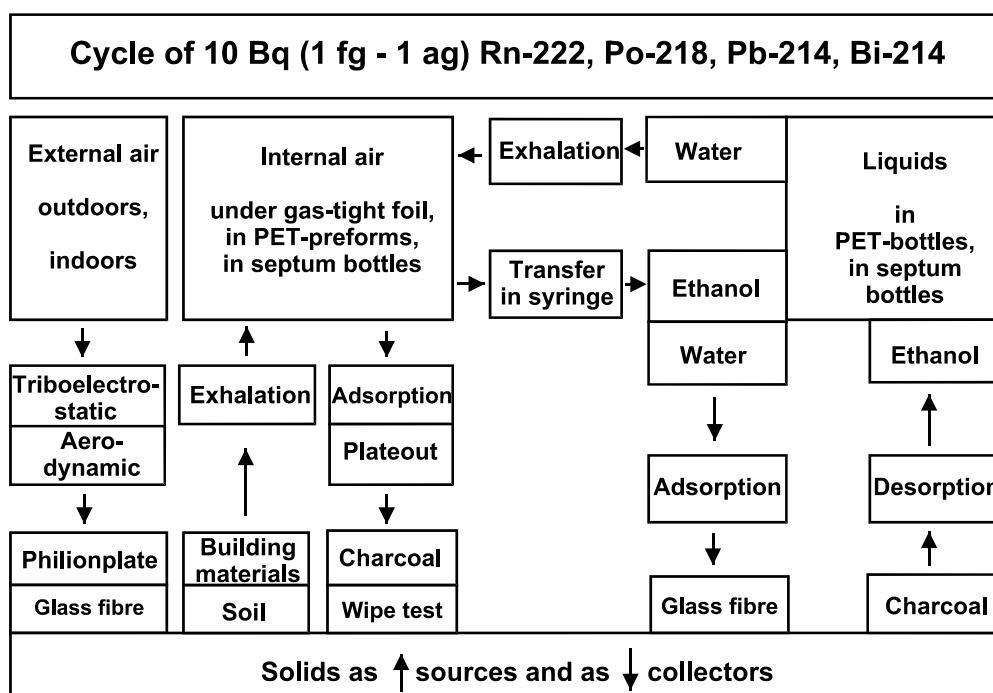 Cycle of 10 Bq (1 fg - 1 ag) Rn-222, Po-218, Pb-214, Bi-214
External air
outdoors,
indoors
Internal air
under gas-tight foil,
in PET-preforms,
in septum bottles
Exhalation
Water
Liquids
in
PET-bottles,
in septum
bottles
Transfer
in syringe
Ethanol
Water
Ethanol
Triboelectro-
static
Aero-
dynamic
Exhalation
Adsorption
Plateout
Adsorption
Desorption
Philionplate
Glass fibre
Building
materials
Soil
Charcoal
Wipe test
Glass fibre
Charcoal
Solids as ↑ sources and as ↓ collectors